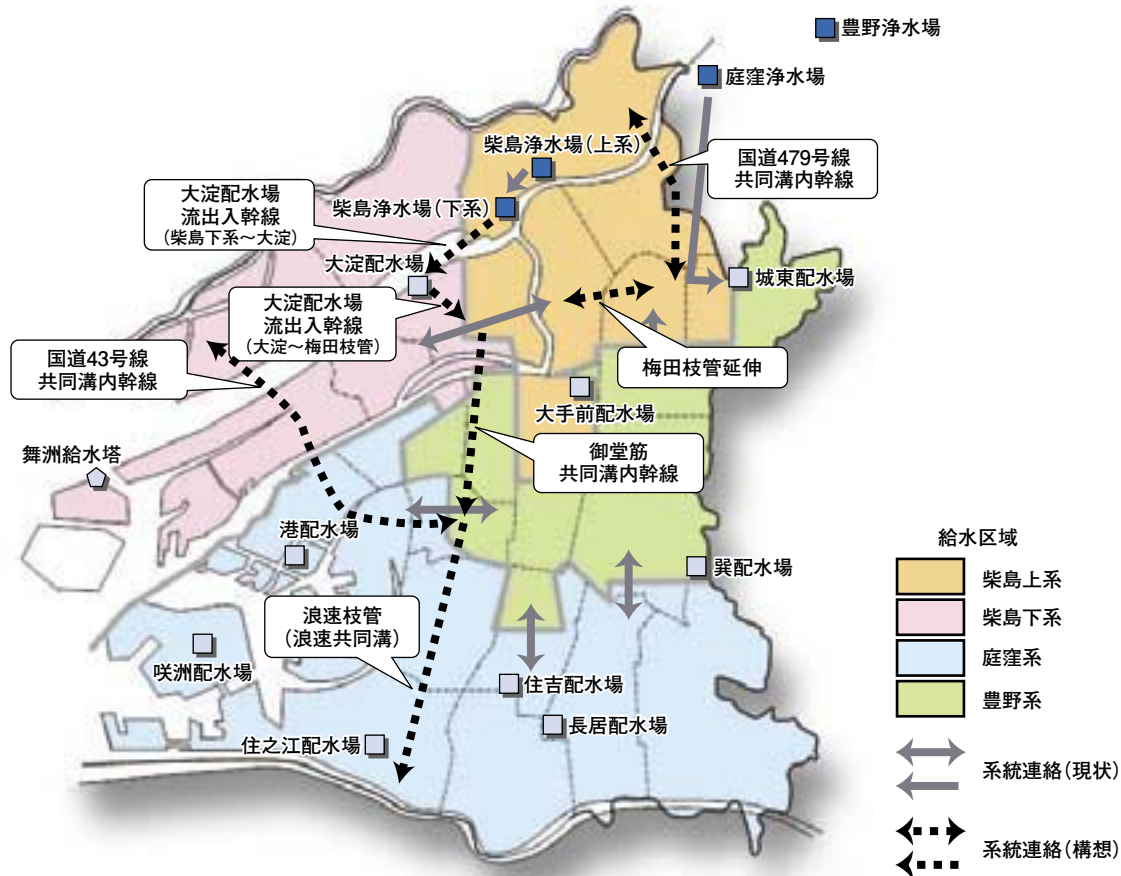 豊野浄水場
庭窪浄水場
柴島浄水場(上系)
国道479号線
共同溝内幹線
大淀配水場
流出入幹線
(柴島下系～大淀)
柴島浄水場(下系)
大淀配水場
城東配水場
大淀配水場
流出入幹線
(大淀～梅田枝管)
国道43号線
共同溝内幹線
梅田枝管延伸
大手前配水場
御堂筋
共同溝内幹線
舞洲給水塔
港配水場
巽配水場
浪速枝管
(浪速共同溝)
咲洲配水場
住吉配水場
長居配水場
住之江配水場
給水区域
柴島上系
柴島下系
庭窪系
豊野系
系統連絡(現状)
系統連絡(構想)